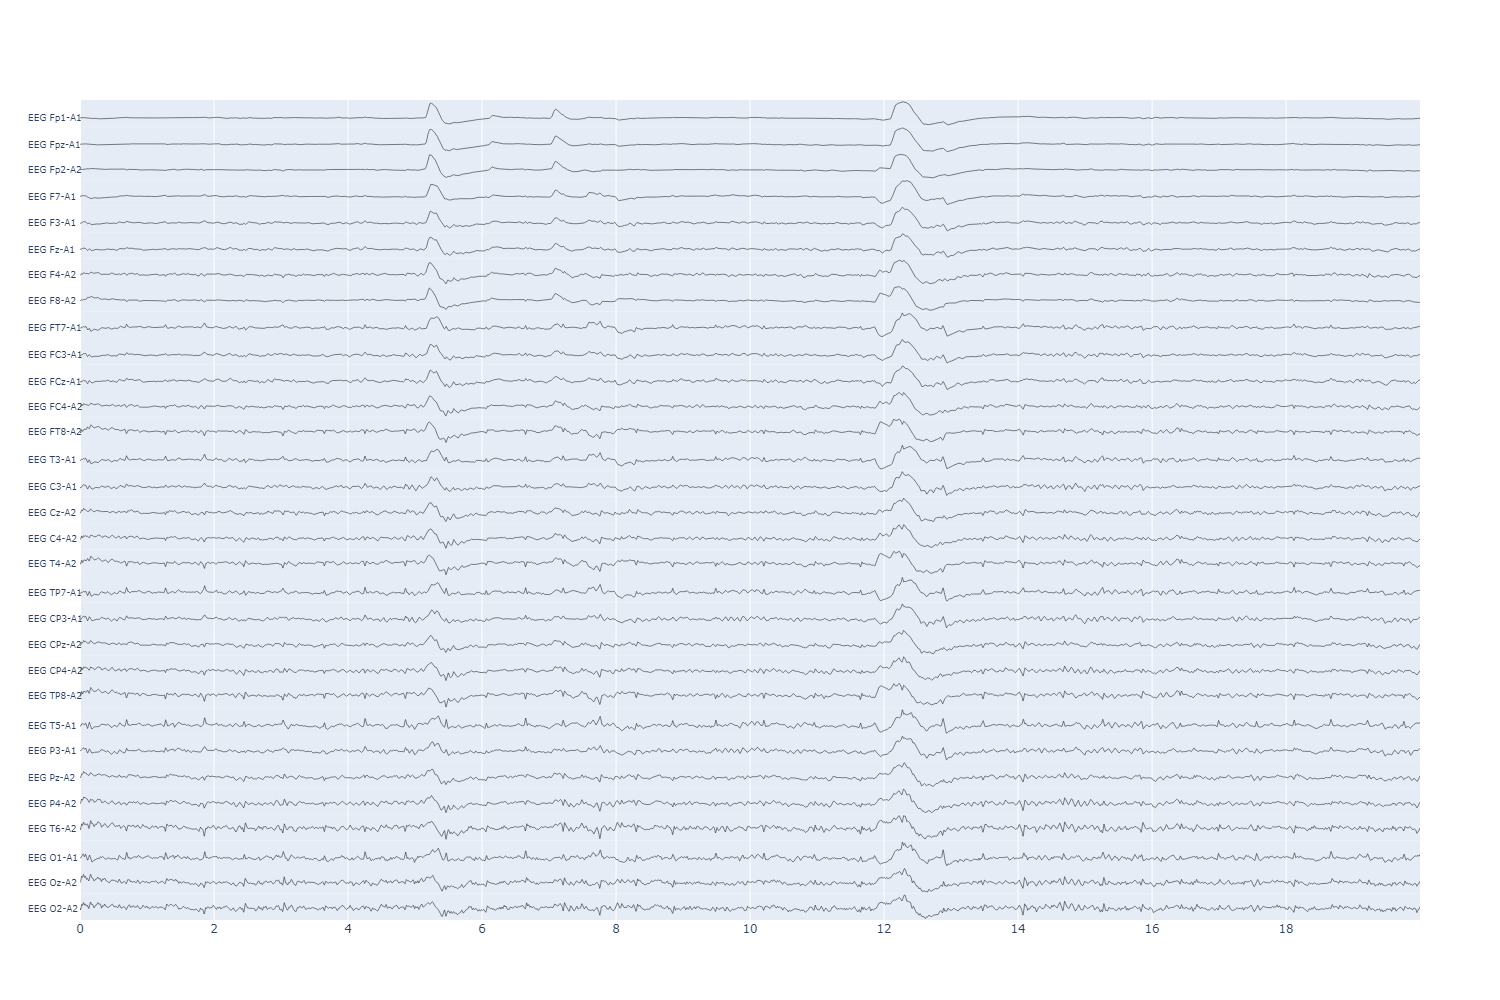 EEG Fp1-A1
EEG Fpz-A1
EEG Fp2-A2
EEG F7-A1
EEG F3-A1
EEG Fz-A1
EEG F4-A2
EEG F8-A2
EEG FT7-A1
EEG FC3-A1
EEG FCz-A1
EEG FC4-A2
EEG FT8-A2
EEG T3-A1
EEG C3-A1
EEG Cz-A2
EEG C4-A2
EEG T4-A2
EEG TP7-A1
EEG CP3-A1
EEG CPz-A2
EEG CP4-A2
EEG TP8-A2
EEG T5-A1
EEG P3-A1
EEG Pz-A2
EEG P4-A2
EEG T6-A2
EEG O1-A1
EEG Oz-A2
EEG O2-A2
0 2 4 6 8 10 12 14 16 18